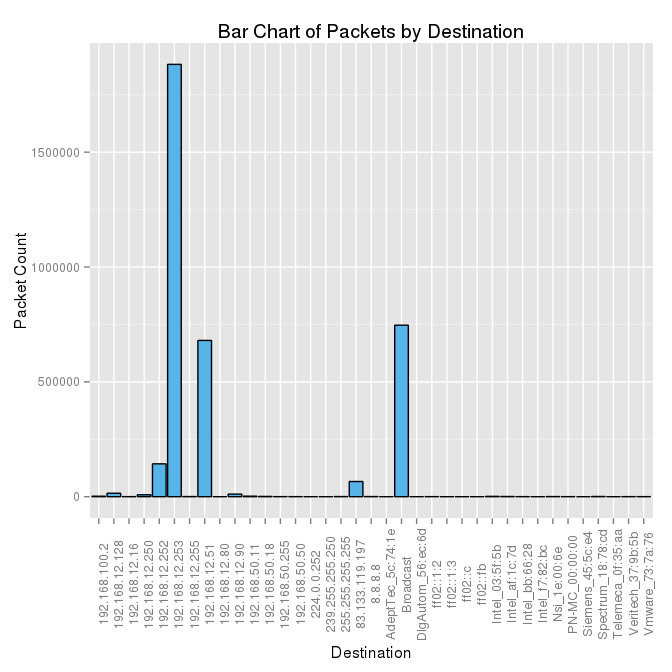 Bar Chart of Packets by Destination
Packet Count
1500000
1000000
500000
0
192.168.100.2
192.168.12.128
192.168.12.16
192.168.12.250
192.168.12.252
192.168.12.253
192.168.12.255
192.168.12.51
192.168.12.80
192.168.12.90
192.168.50.11
192.168.50.18
192.168.50.255
192.168.50.50
224.0.0.252
239.255.255.250
255.255.255.255
83.133.119.197
8.8.8.8
AdeptTec_5c:74:1e
Broadcast
DigAutom_56:ec:6d
ff02::1:2
ff02::1:3
ff02::c
ff02::fb
Intel_03:5f:5b
Intel_af:1c:7d
Intel_bb:66:28
Intel_f7:82:bc
Nsi_1e:00:6e
PN-MC_00:00:00
Siemens_45:5c:e4
Spectrum_18:78:cd
Telemeca_0f:35:aa
Veritech_37:9b:5b
Vmware_73:7a:76
Destination